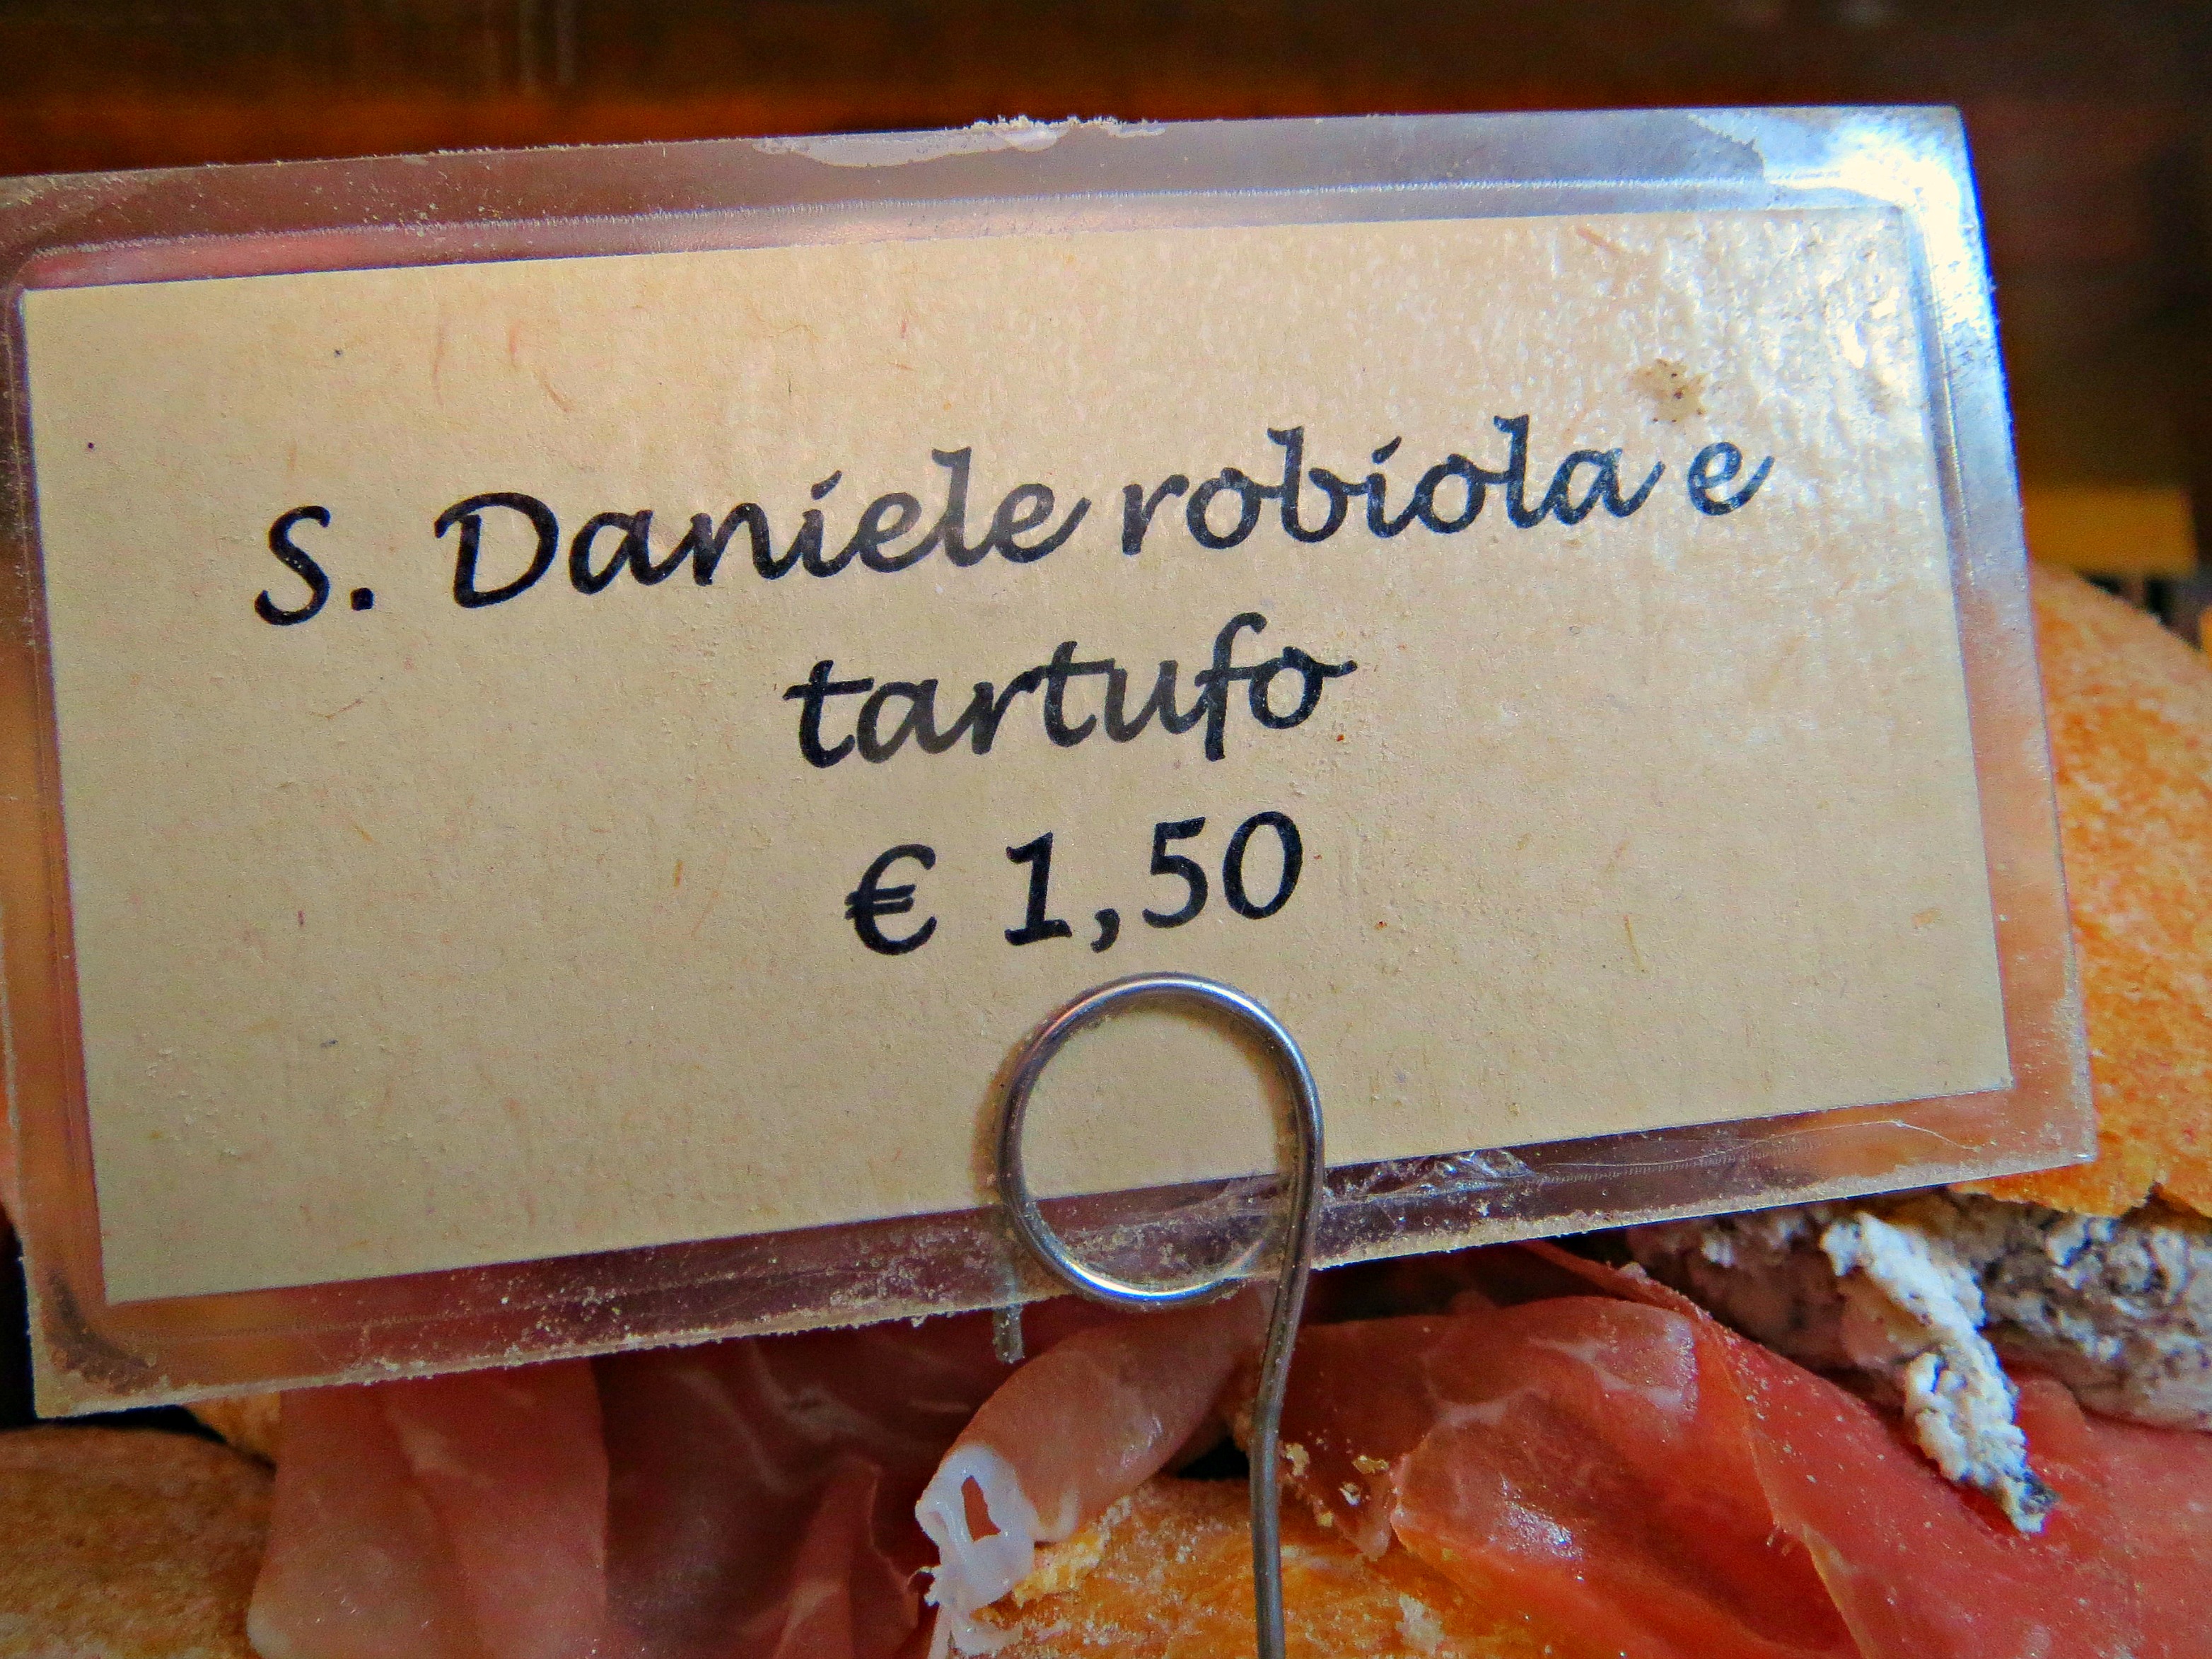 S. Daniele robiola e
tartufo
€ 1,50